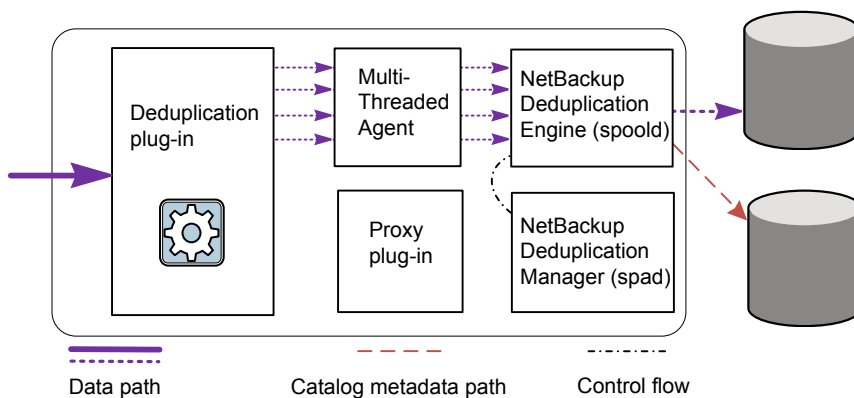 Deduplication
plug-in
Multi-
Threaded
Agent
NetBackup
Deduplication
Engine (spoold)
Proxy
plug-in
NetBackup
Deduplication
Manager (spad)
Data path
Catalog metadata path
Control flow